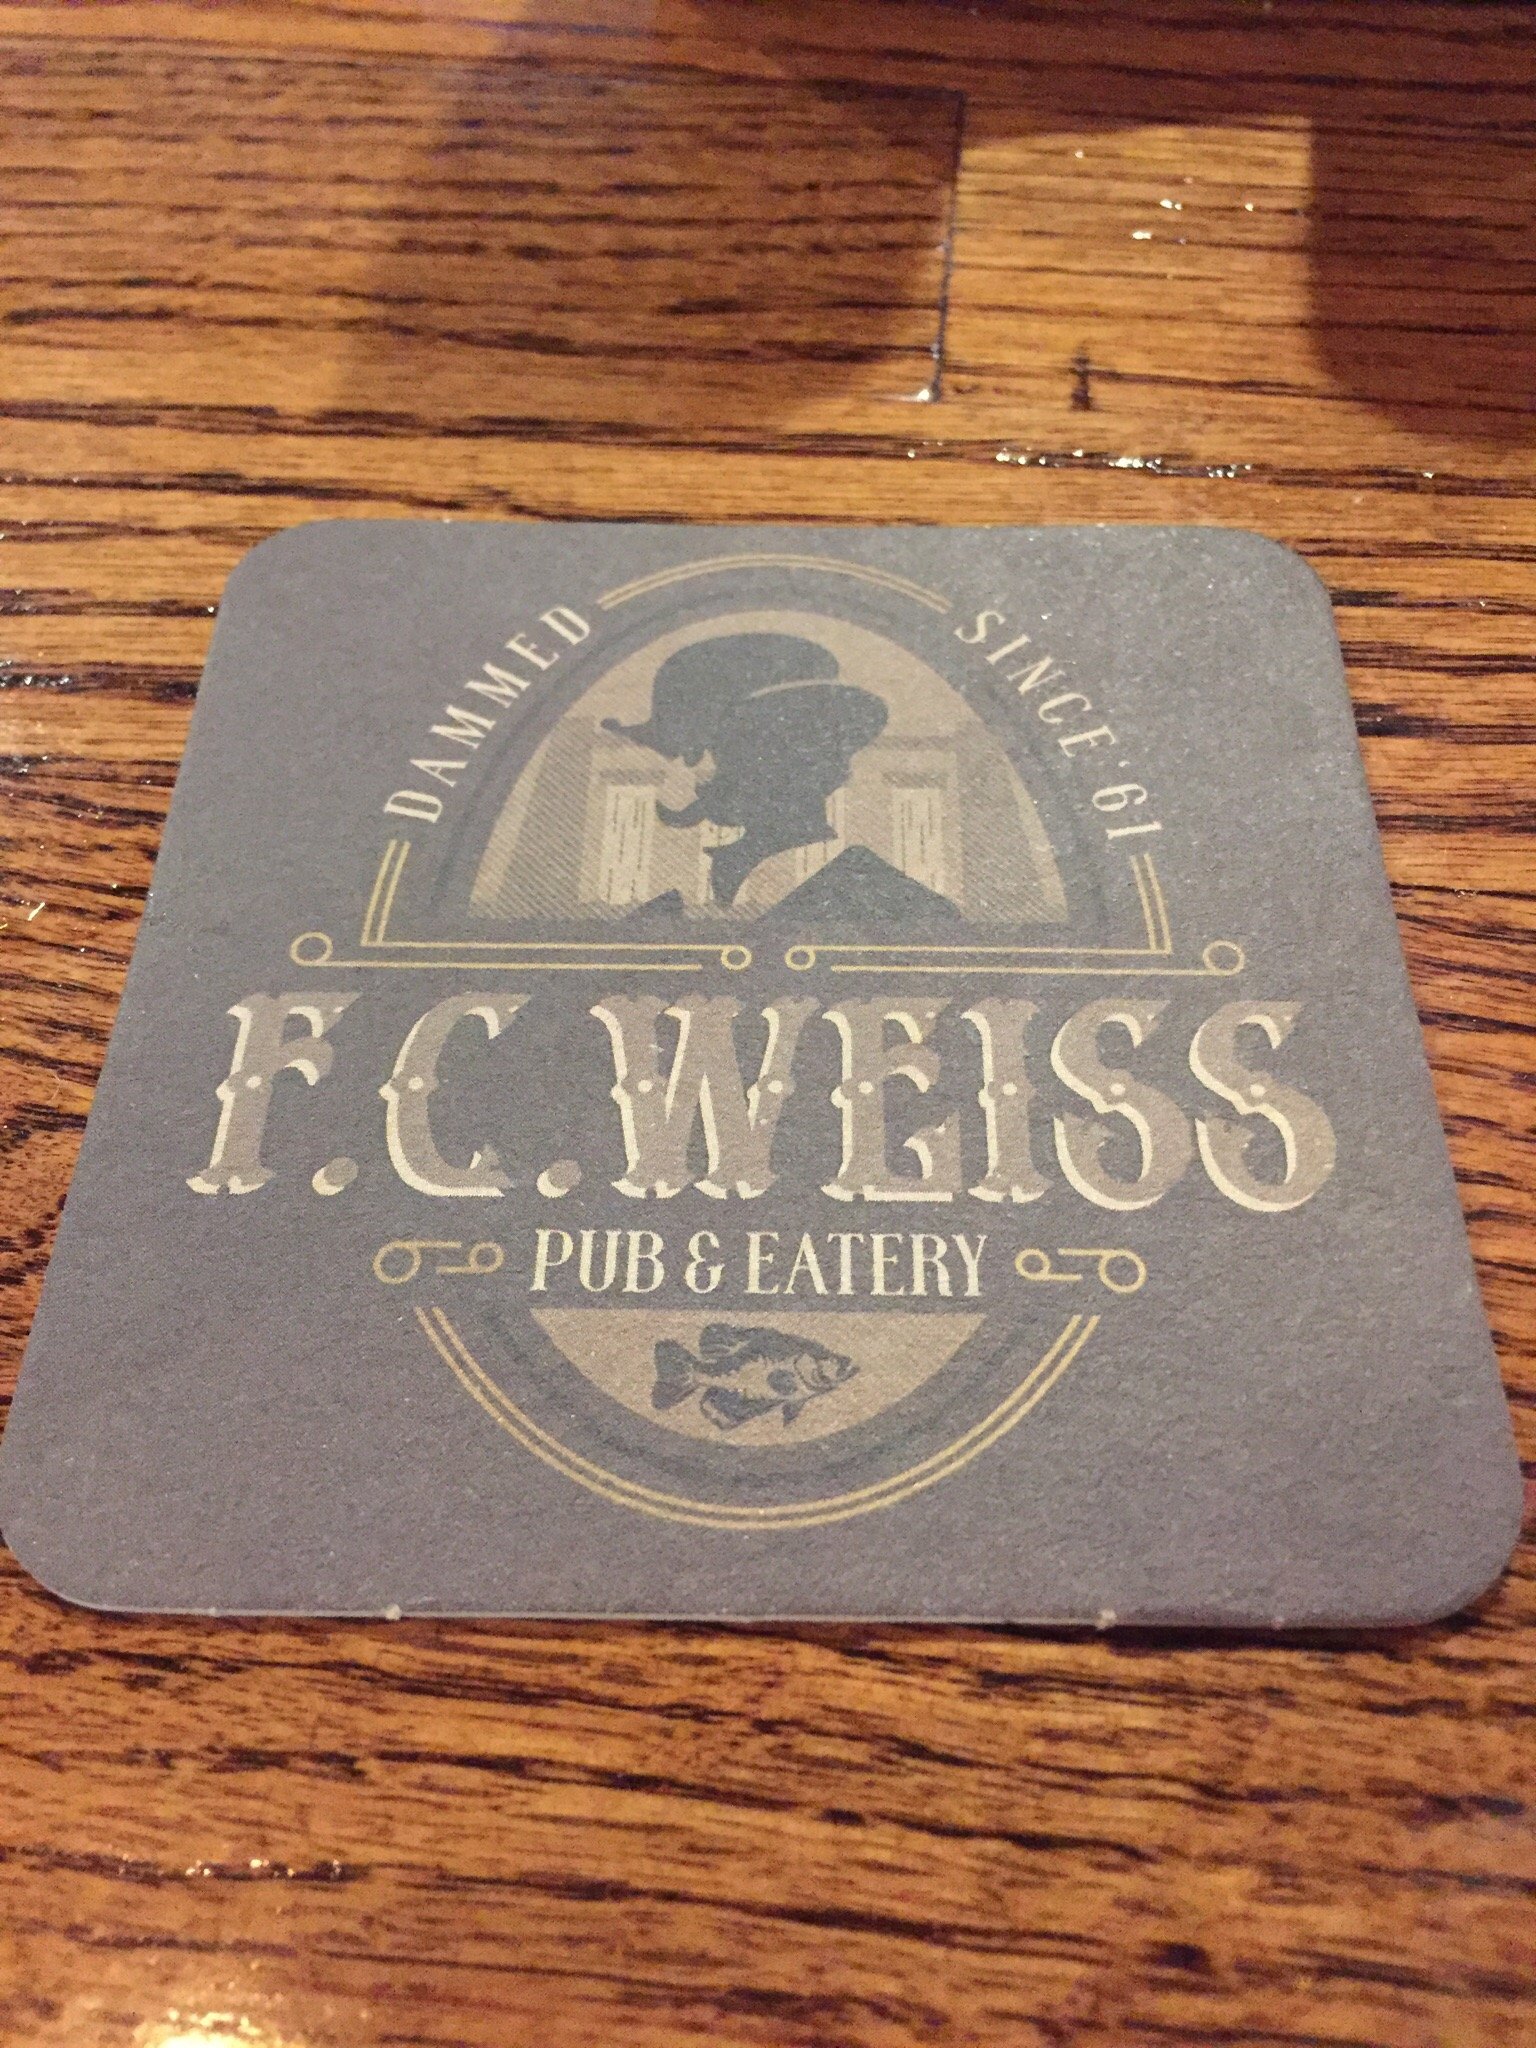 DAMMED SINCE '61
F.C. WEISS
PUB & EATERY